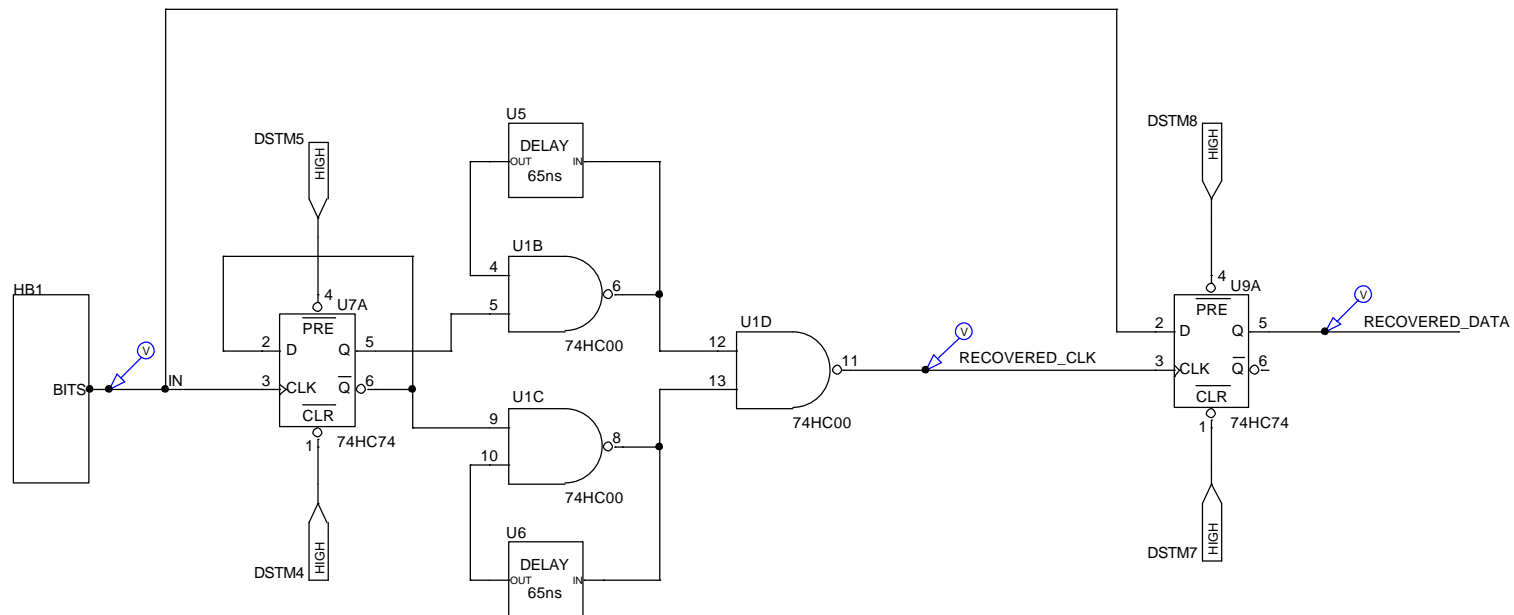 HB1
BITS
V
IN
DSTM5
HIGH
4
U7A
PRE
2
D
Q
5
3
CLK
Q
6
CLR
1
74HC74
HIGH
DSTM4
U5
DELAY
OUT
IN
65ns
U1B
4
5
6
74HC00
U1C
9
10
8
74HC00
U6
DELAY
OUT
IN
65ns
U1D
12
13
11
74HC00
V
RECOVERED_CLK
DSTM8
HIGH
4
U9A
PRE
2
D
Q
5
3
CLK
Q
6
CLR
1
74HC74
HIGH
DSTM7
V
RECOVERED_DATA